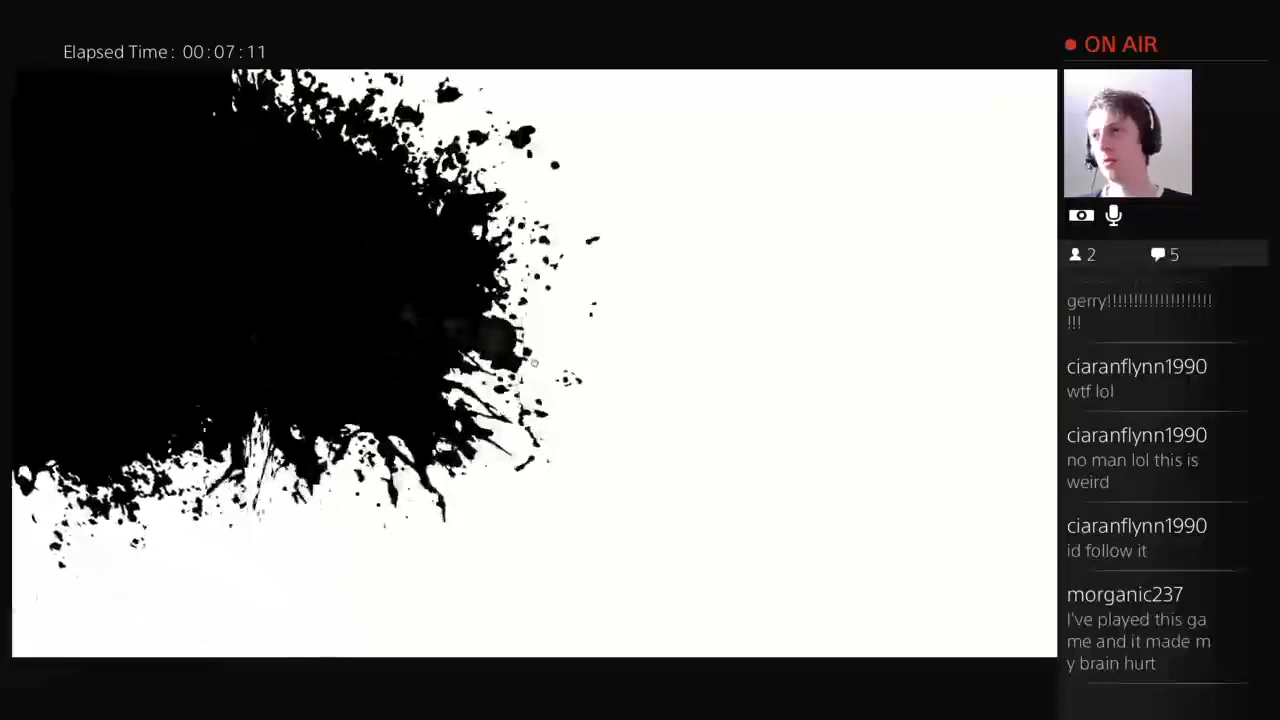 Elapsed Time: 00:07:11
ON AIR
2
5
gerry!!!!!!!!!!!!!!!!!!!!
!!!
ciaranflynn1990
wtf lol
ciaranflynn1990
no man lol this is
weird
ciaranflynn1990
id follow it
morganic237
I've played this ga
me and it made m
y brain hurt